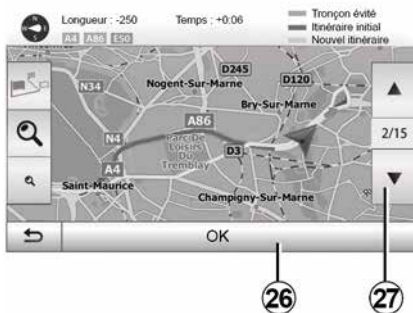 Longueur : -250 Temps : +0:06
A4 A86 E50
Tronçon évité
Itinéraire initial
Nouvel itinéraire
D245
D120
N34
Nogent-Sur-Marne
Bry-Sur-Marne
A86
2/15
N4
Parc De
Loisirs
Du
Tremblay
D3
A4
Saint-Maurice
Champigny-Sur-Marne
OK
26
27